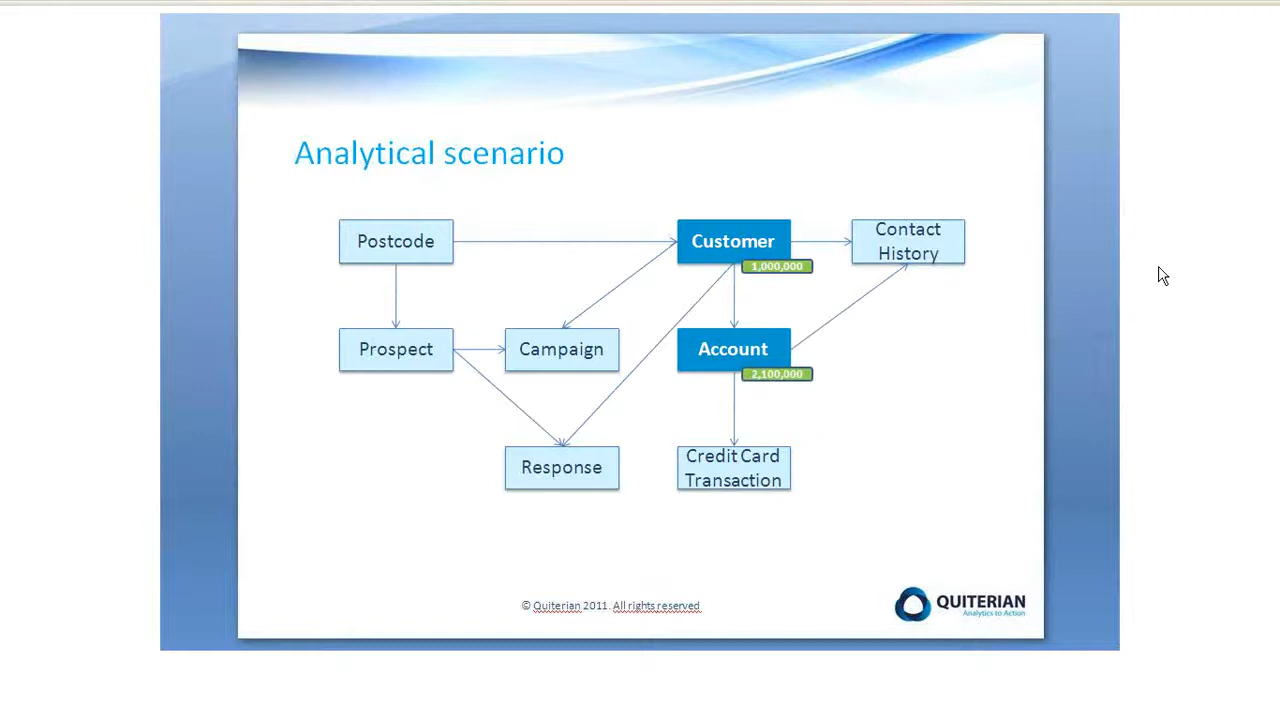 Analytical scenario
Postcode
Customer
1,000,000
Contact
History
Prospect
Campaign
Account
2,100,000
Response
Credit Card
Transaction
© Quiterian 2011. All rights reserved
QUITERIAN
Analytics to Action